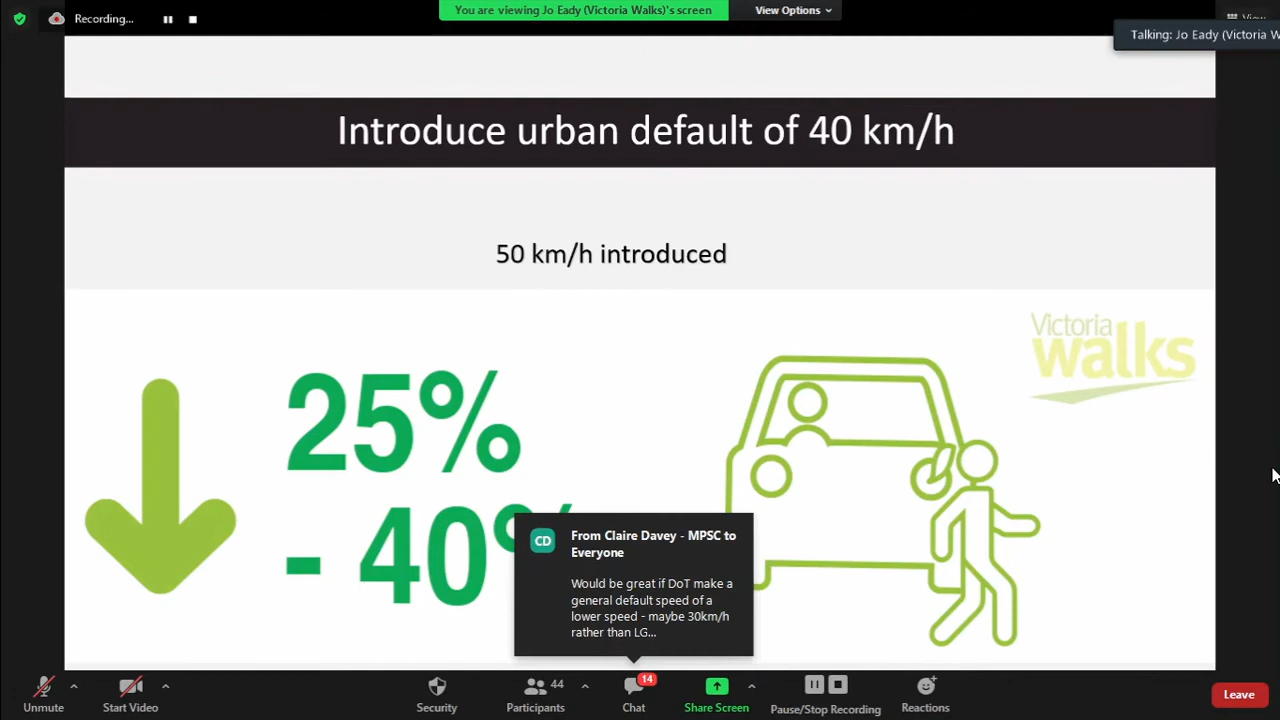 Recording...
You are viewing Jo Eady (Victoria Walks)'s screen
View Options
View
Talking: Jo Eady (Victoria W
Introduce urban default of 40 km/h
50 km/h introduced
Victoria
walks
25%
- 40%
CD
From Claire Davey - MPSC to
Everyone
Would be great if DoT make a
general default speed of a
lower speed - maybe 30km/h
rather than LG...
Unmute
Start Video
Security
44
Participants
14
Chat
Share Screen
Pause/Stop Recording
Reactions
Leave